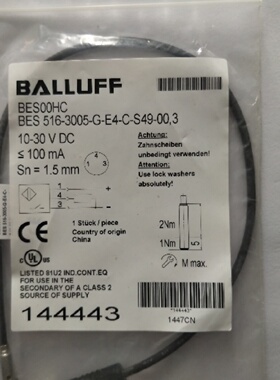 BALLUFF
BES00HC
BES 516-3005-G-E4-C-S49-00,3
10-30 V DC
≤ 100 mA
Sn = 1.5 mm
Achtung:
Zahnscheiben
unbedingt verwenden!
Attention:
Use lock washers
absolutely!
1 Stück / piece
Country of origin
China
2Nm
1Nm
5
M max.
LISTED 81U2 IND.CONT.EQ
FOR USE IN THE
SECONDARY OF A CLASS 2
SOURCE OF SUPPLY
144443
*144443*
1447CN